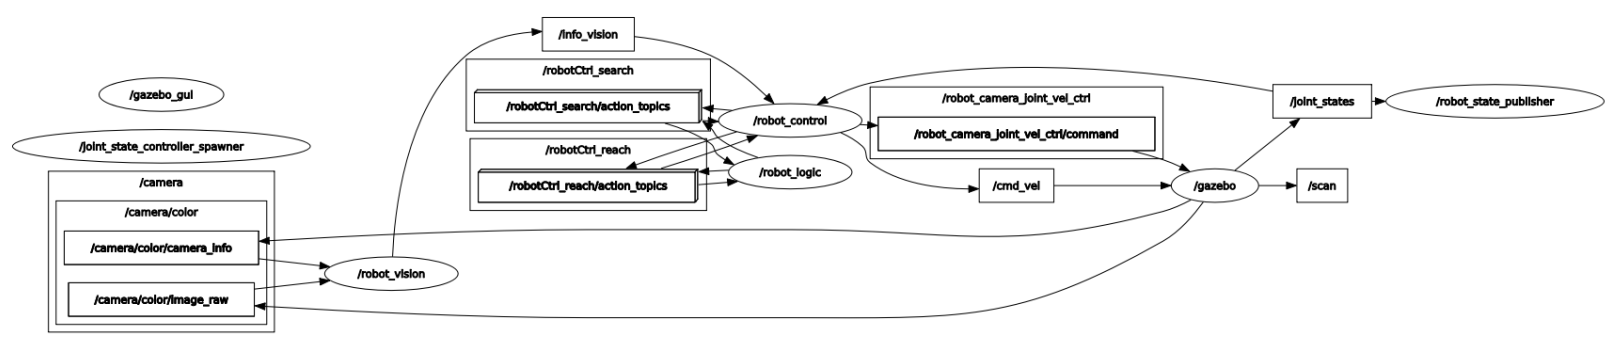 /info_vision
/robotCtrl_search
/robotCtrl_search/action_topics
/gazebo_gui
/joint_state_controller_spawner
/robotCtrl_reach
/robotCtrl_reach/action_topics
/robot_control
/robot_logic
/robot_camera_joint_vel_ctrl
/robot_camera_joint_vel_ctrl/command
/joint_states
/robot_state_publisher
/cmd_vel
/gazebo
/scan
/camera
/camera/color
/camera/color/camera_info
/camera/color/image_raw
/robot_vision